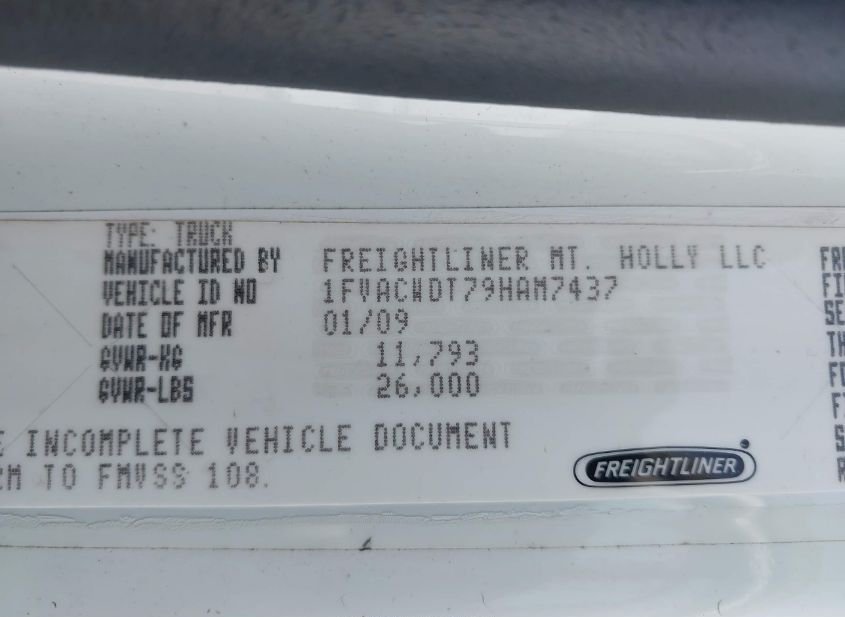 TYPE: TRUCK
MANUFACTURED BY FREIGHTLINER MT. HOLLY LLC
VEHICLE ID NO 1FVACWDT79HAM7437
DATE OF MFR 01/09
GVWR-KG 11,793
GVWR-LBS 26,000
INCOMPLETE VEHICLE DOCUMENT
TO FMVSS 108.
FREIGHTLINER